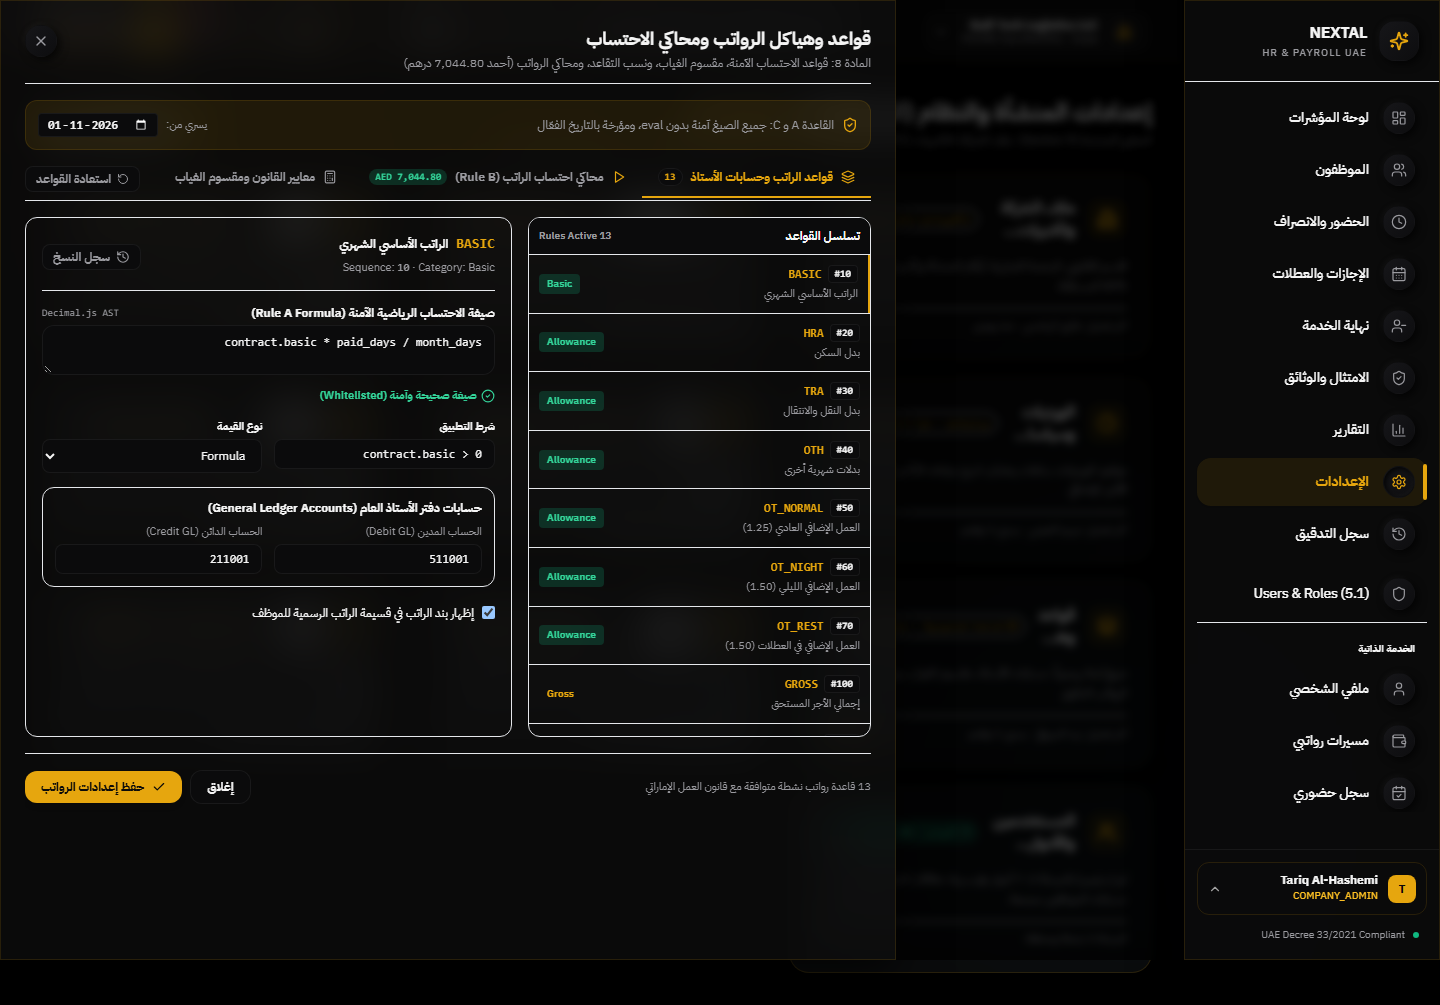 NEXTAL
HR & PAYROLL UAE
لوحة المؤشرات
الموظفون
الحضور والانصراف
الإجازات والعطلات
نهاية الخدمة
الامتثال والوثائق
التقارير
الإعدادات
سجل التدقيق
Users & Roles (5.1)
الخدمة الذاتية
ملفي الشخصي
مسيرات رواتبي
سجل حضوري
T
Tariq Al-Hashemi
COMPANY_ADMIN
UAE Decree 33/2021 Compliant
قواعد وهياكل الرواتب ومحاكي الاحتساب
المادة 8: قواعد الاحتساب الآمنة، مقسوم الغياب، ونسب التقاعد، ومحاكي الرواتب (أحمد 7,044.80 درهم)
القاعدة A و C: جميع الصيغ آمنة بدون eval، ومؤرخة بالتاريخ الفعّال
يسري من:
01-11-2026
قواعد الراتب وحسابات الأستاذ 13
محاكي احتساب الراتب (Rule B) AED 7,044.80
معايير القانون ومقسوم الغياب
استعادة القواعد
تسلسل القواعد
Rules Active 13
#10 BASIC
الراتب الأساسي الشهري
Basic
#20 HRA
بدل السكن
Allowance
#30 TRA
بدل النقل والانتقال
Allowance
#40 OTH
بدلات شهرية أخرى
Allowance
#50 OT_NORMAL
العمل الإضافي العادي (1.25)
Allowance
#60 OT_NIGHT
العمل الإضافي الليلي (1.50)
Allowance
#70 OT_REST
العمل الإضافي في العطلات (1.50)
Allowance
#100 GROSS
إجمالي الأجر المستحق
Gross
BASIC الراتب الأساسي الشهري
Sequence: 10 · Category: Basic
سجل النسخ
صيغة الاحتساب الرياضية الآمنة (Rule A Formula)
Decimal.js AST
contract.basic * paid_days / month_days
صيغة صحيحة وآمنة (Whitelisted)
شرط التطبيق
contract.basic > 0
نوع القيمة
Formula
حسابات دفتر الأستاذ العام (General Ledger Accounts)
الحساب المدين (Debit GL)
511001
الحساب الدائن (Credit GL)
211001
إظهار بند الراتب في قسيمة الراتب الرسمية للموظف
13 قاعدة رواتب نشطة متوافقة مع قانون العمل الإماراتي
إغلاق
حفظ إعدادات الرواتب